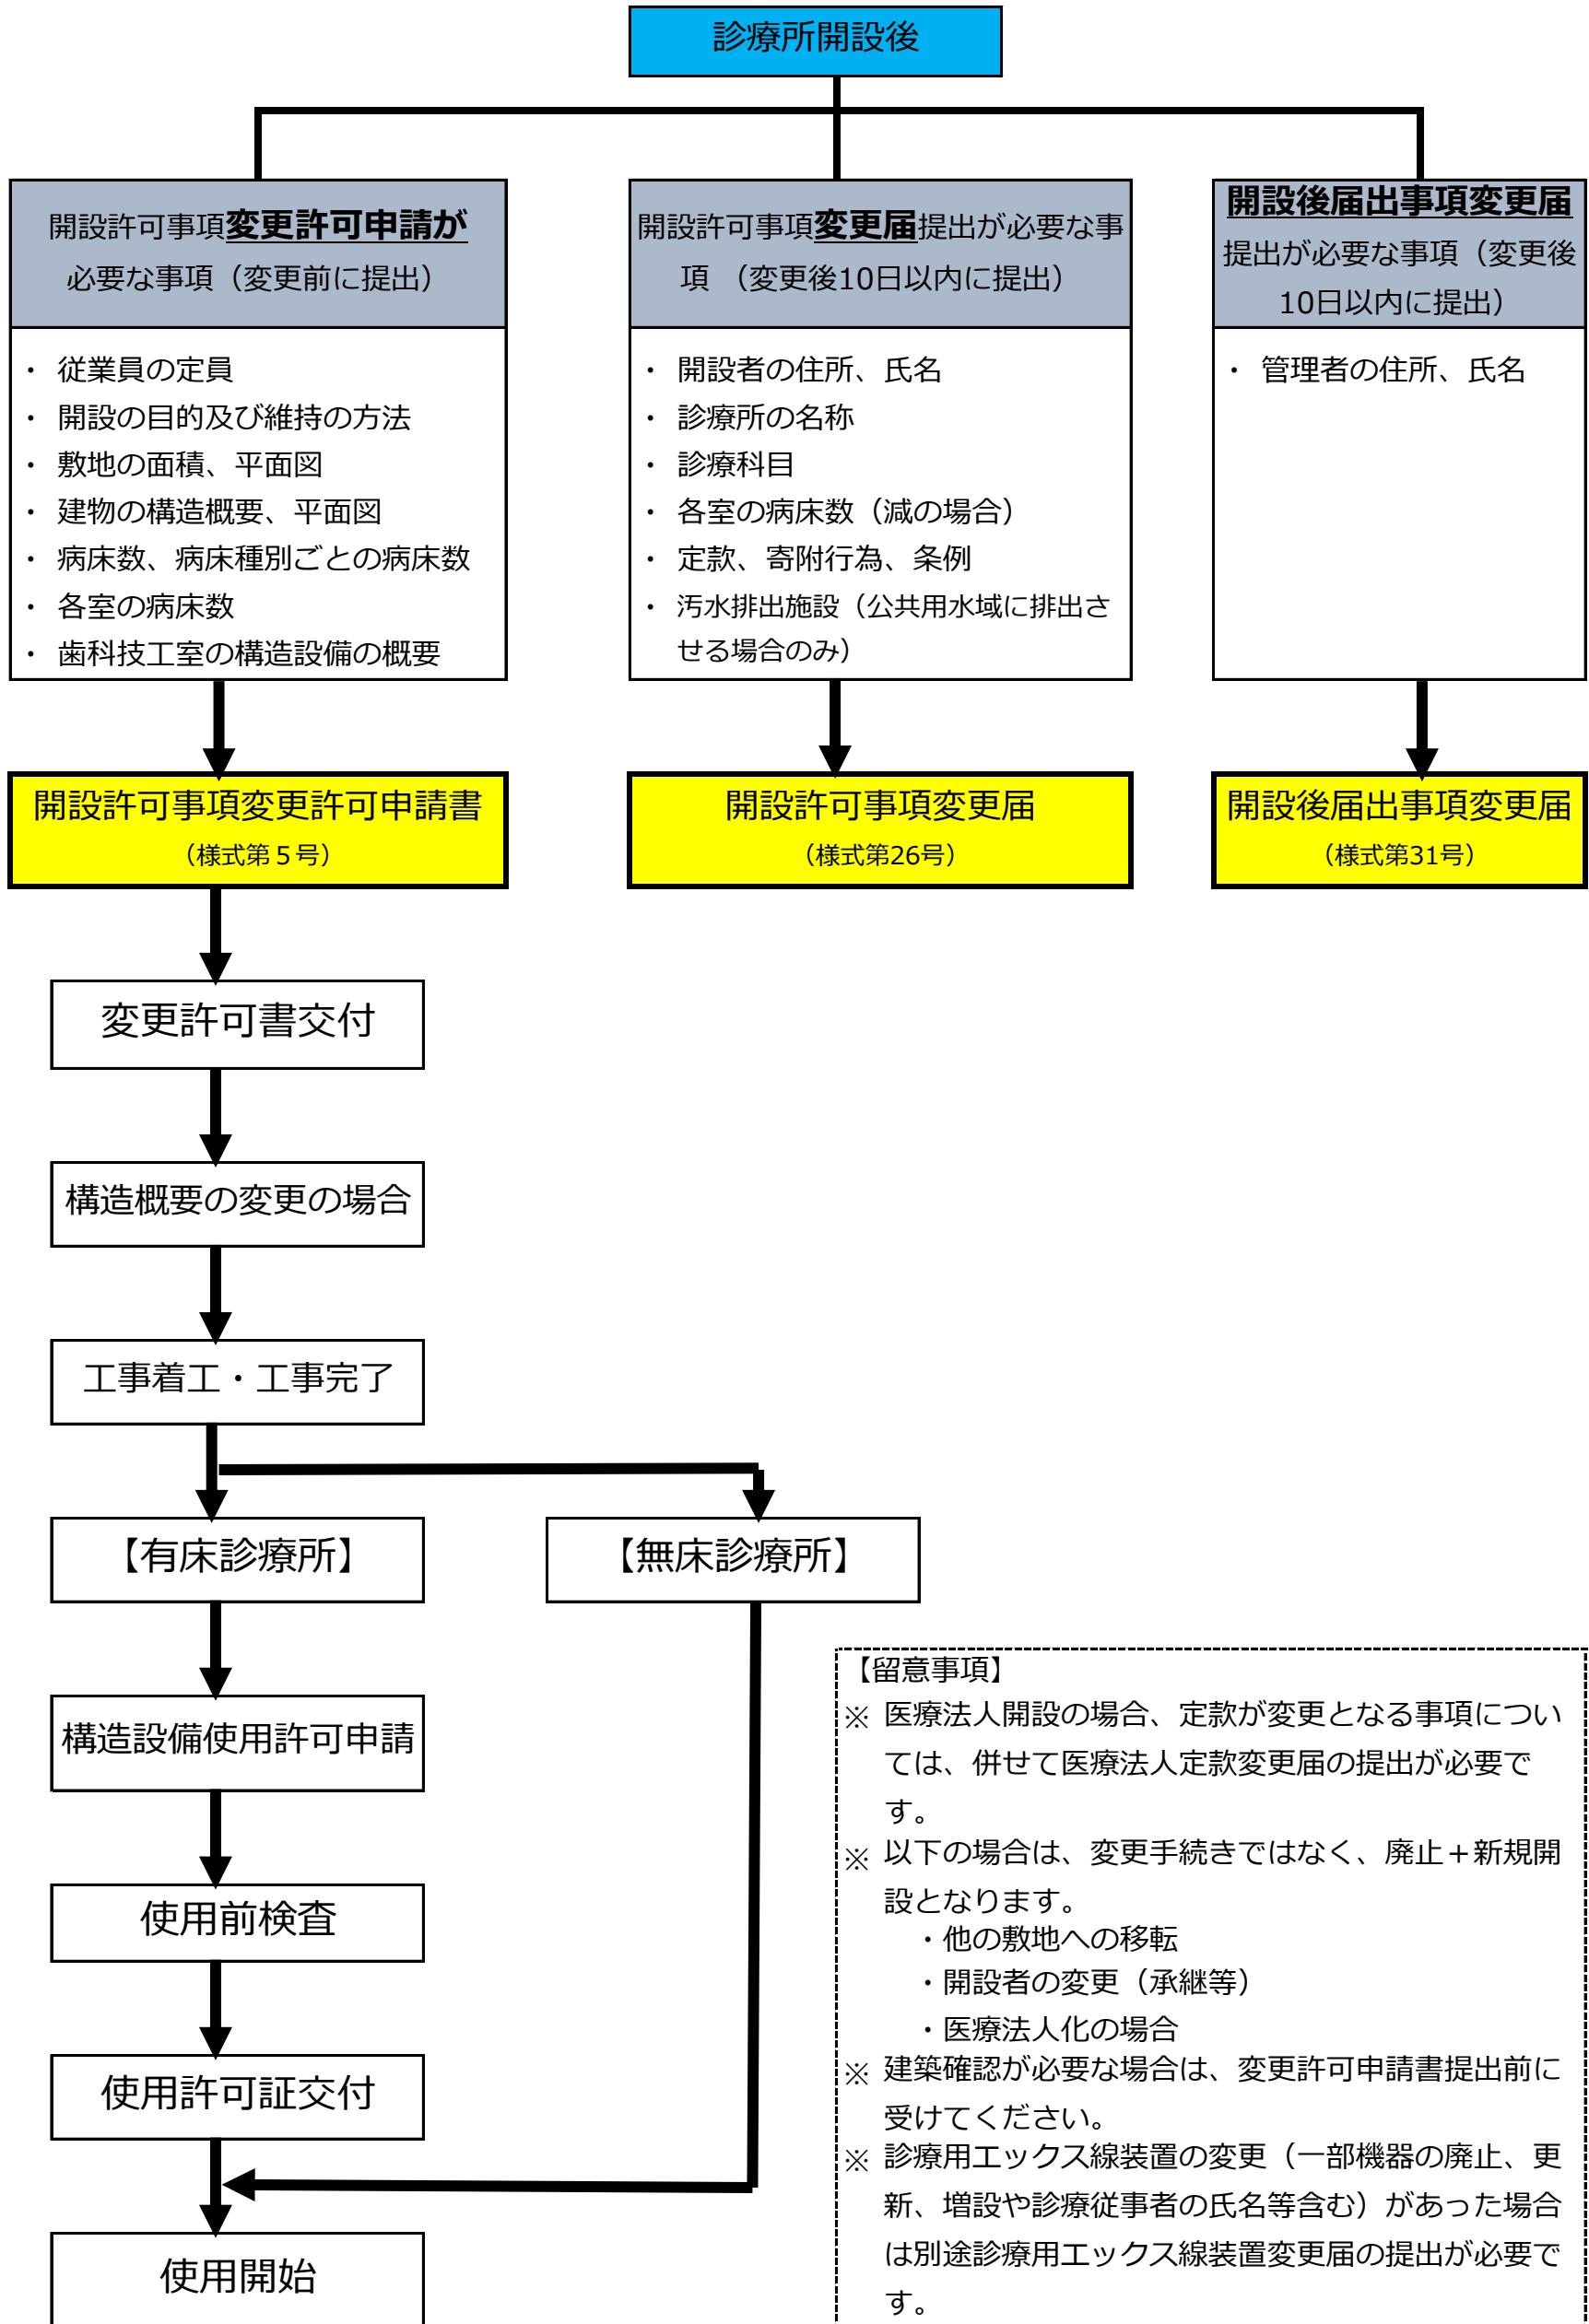 診療所開設後
開設許可事項変更許可申請が
必要な事項（変更前に提出）
・ 従業員の定員
・ 開設の目的及び維持の方法
・ 敷地の面積、平面図
・ 建物の構造概要、平面図
・ 病床数、病床種別ごとの病床数
・ 各室の病床数
・ 歯科技工室の構造設備の概要
開設許可事項変更届提出が必要な事
項 （変更後10日以内に提出）
・ 開設者の住所、氏名
・ 診療所の名称
・ 診療科目
・ 各室の病床数（減の場合）
・ 定款、寄附行為、条例
・ 汚水排出施設（公共用水域に排出さ
せる場合のみ）
開設後届出事項変更届
提出が必要な事項（変更後
10日以内に提出）
・ 管理者の住所、氏名
開設許可事項変更許可申請書
（様式第５号）
開設許可事項変更届
（様式第26号）
開設後届出事項変更届
（様式第31号）
変更許可書交付
構造概要の変更の場合
工事着工・工事完了
【有床診療所】
【無床診療所】
構造設備使用許可申請
使用前検査
使用許可証交付
使用開始
【留意事項】
※ 医療法人開設の場合、定款が変更となる事項につい
ては、併せて医療法人定款変更届の提出が必要で
す。
※ 以下の場合は、変更手続きではなく、廃止＋新規開
設となります。
・他の敷地への移転
・開設者の変更（承継等）
・医療法人化の場合
※ 建築確認が必要な場合は、変更許可申請書提出前に
受けてください。
※ 診療用エックス線装置の変更（一部機器の廃止、更
新、増設や診療従事者の氏名等含む）があった場合
は別途診療用エックス線装置変更届の提出が必要で
す。